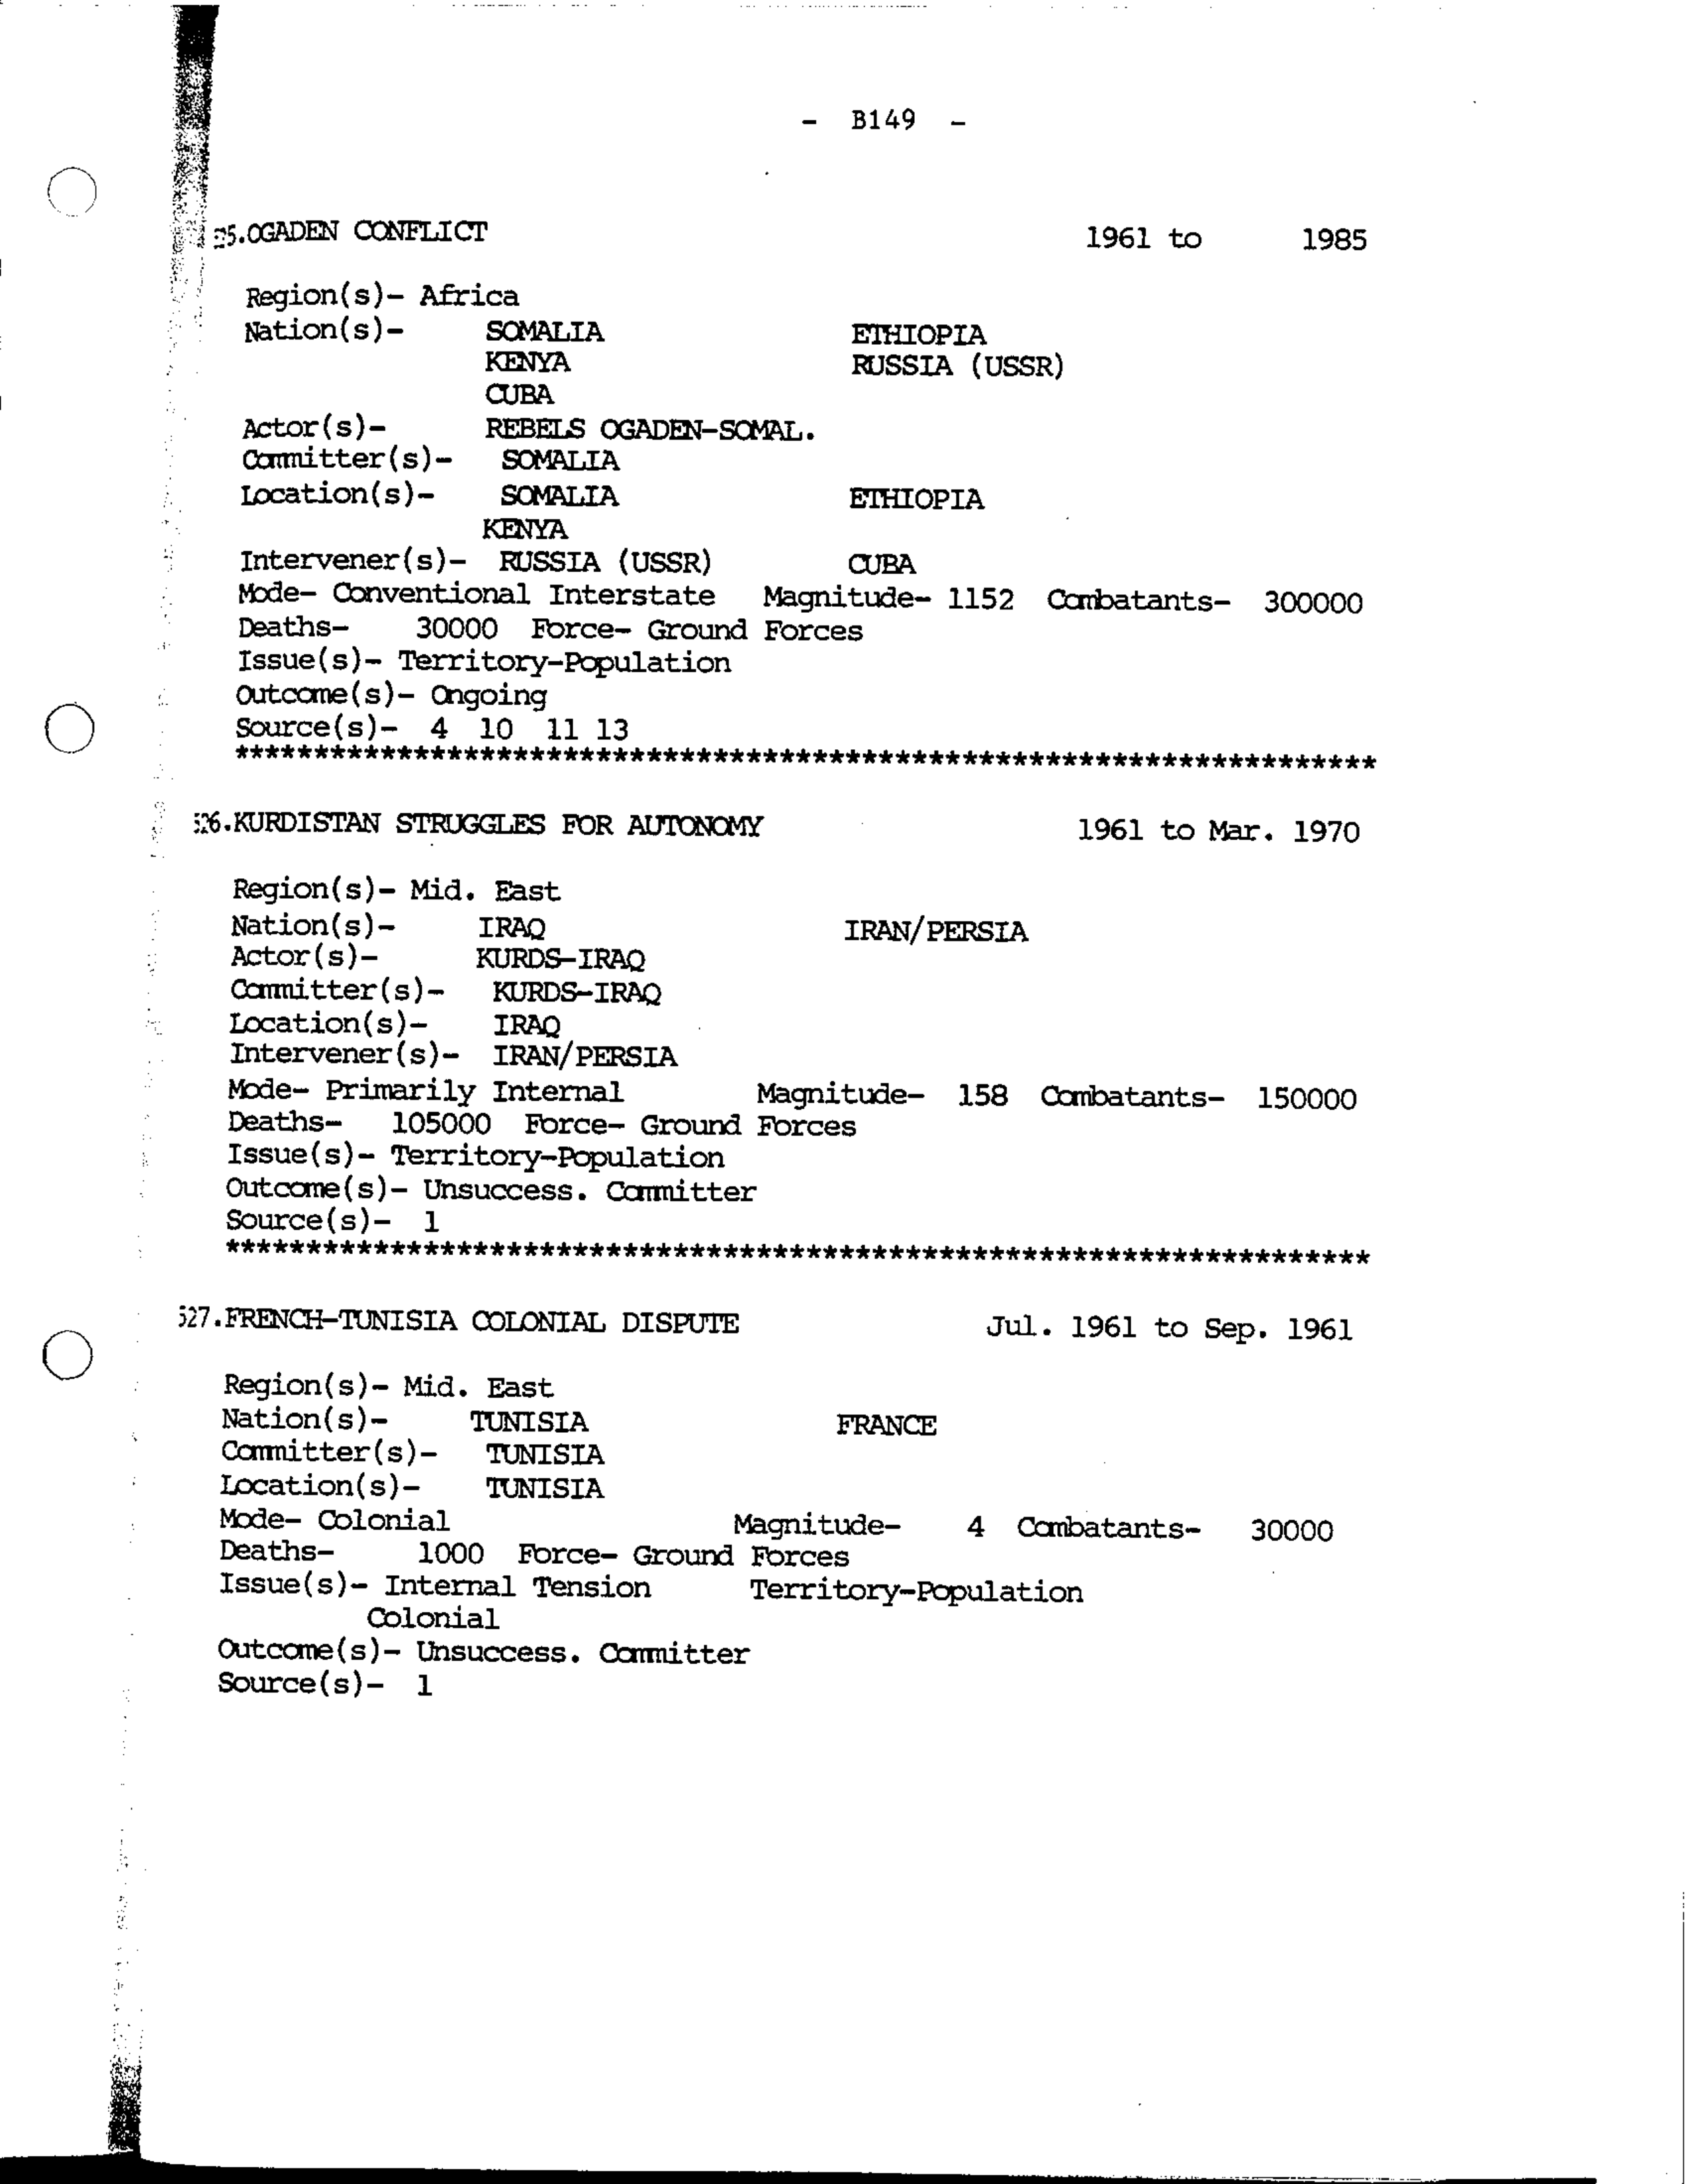 - B149 -
25.OGADEN CONFLICT 1961 to 1985
Region(s)- Africa
Nation(s)- SOMALIA ETHIOPIA
KENYA RUSSIA (USSR)
CUBA
Actor(s)- REBELS OGADEN-SOMAL.
Committer(s)- SOMALIA
Location(s)- SOMALIA ETHIOPIA
KENYA
Intervener(s)- RUSSIA (USSR) CUBA
Mode- Conventional Interstate Magnitude- 1152 Combatants- 300000
Deaths- 30000 Force- Ground Forces
Issue(s)- Territory-Population
Outcome(s)- Ongoing
Source(s)- 4 10 11 13
*********************************************************************
526.KURDISTAN STRUGGLES FOR AUTONOMY 1961 to Mar. 1970
Region(s)- Mid. East
Nation(s)- IRAQ IRAN/PERSIA
Actor(s)- KURDS-IRAQ
Committer(s)- KURDS-IRAQ
Location(s)- IRAQ
Intervener(s)- IRAN/PERSIA
Mode- Primarily Internal Magnitude- 158 Combatants- 150000
Deaths- 105000 Force- Ground Forces
Issue(s)- Territory-Population
Outcome(s)- Unsuccess. Committer
Source(s)- 1
*********************************************************************
527.FRENCH-TUNISIA COLONIAL DISPUTE Jul. 1961 to Sep. 1961
Region(s)- Mid. East
Nation(s)- TUNISIA FRANCE
Committer(s)- TUNISIA
Location(s)- TUNISIA
Mode- Colonial Magnitude- 4 Combatants- 30000
Deaths- 1000 Force- Ground Forces
Issue(s)- Internal Tension Territory-Population
Colonial
Outcome(s)- Unsuccess. Committer
Source(s)- 1